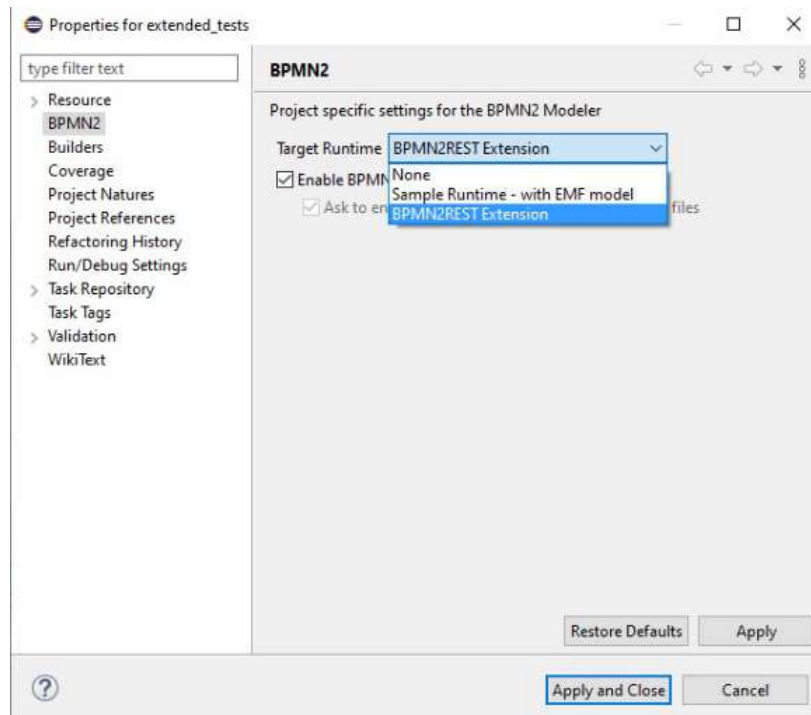 Properties for extended_tests
type filter text
Resource
BPMN2
Builders
Coverage
Project Natures
Project References
Refactoring History
Run/Debug Settings
Task Repository
Task Tags
Validation
WikiText
BPMN2
Project specific settings for the BPMN2 Modeler
Target Runtime BPMN2REST Extension
None
Sample Runtime - with EMF model
BPMN2REST Extension
Enable BPMN
Ask to en
files
Restore Defaults
Apply
Apply and Close
Cancel